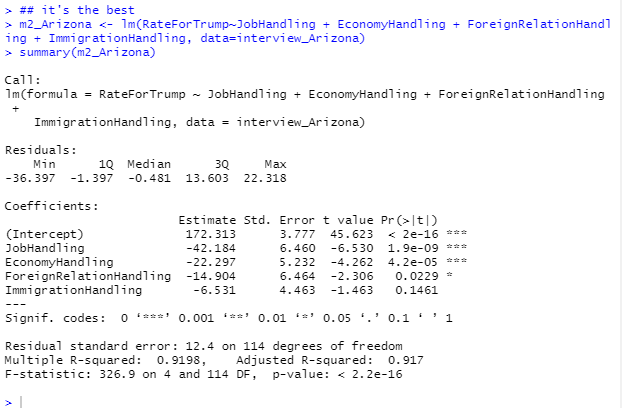 > ## it's the best
> m2_Arizona <- lm(RateForTrump~JobHandling + EconomyHandling + ForeignRelationHandl
ing + ImmigrationHandling, data=interview_Arizona)
> summary(m2_Arizona)

Call:
lm(formula = RateForTrump ~ JobHandling + EconomyHandling + ForeignRelationHandling
 +
    ImmigrationHandling, data = interview_Arizona)

Residuals:
    Min      1Q  Median      3Q     Max
-36.397  -1.397  -0.481  13.603  22.318

Coefficients:
                        Estimate Std. Error t value Pr(>|t|)
(Intercept)              172.313      3.777  45.623  < 2e-16 ***
JobHandling              -42.184      6.460  -6.530  1.9e-09 ***
EconomyHandling          -22.297      5.232  -4.262  4.2e-05 ***
ForeignRelationHandling  -14.904      6.464  -2.306   0.0229 *
ImmigrationHandling       -6.531      4.463  -1.463   0.1461
---
Signif. codes:  0 ‘***’ 0.001 ‘**’ 0.01 ‘*’ 0.05 ‘.’ 0.1 ‘ ’ 1

Residual standard error: 12.4 on 114 degrees of freedom
Multiple R-squared:  0.9198,    Adjusted R-squared:  0.917
F-statistic: 326.9 on 4 and 114 DF,  p-value: < 2.2e-16

>